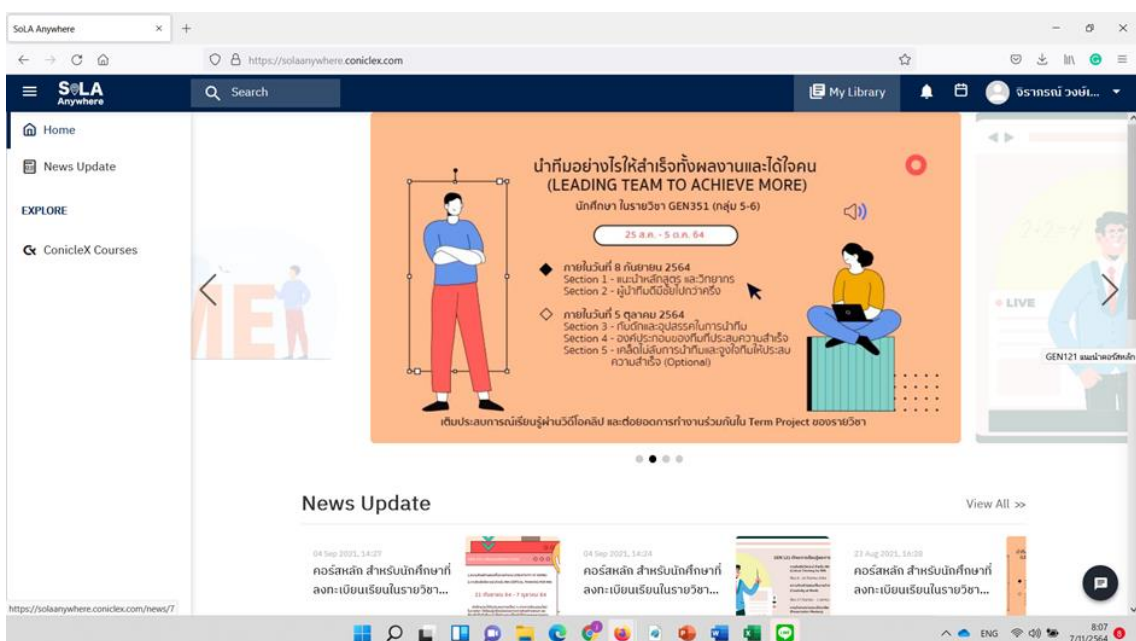 SoLA Anywhere
https://solaanywhere.coniclex.com
SoLA
Anywhere
Search
My Library
จิราภรณ์ วงษ์เ...
Home
News Update
EXPLORE
ConicleX Courses
นำทีมอย่างไรให้สำเร็จทั้งผลงานและได้ใจคน
(LEADING TEAM TO ACHIEVE MORE)
นักศึกษา ในรายวิชา GEN351 (กลุ่ม 5-6)
25 ส.ค. - 5 ต.ค. 64
ภายในวันที่ 8 กันยายน 2564
Section 1 - แนะนำหลักสูตร และวิทยากร
Section 2 - ผู้นำทีมดีมีชัยไปกว่าครึ่ง
ภายในวันที่ 5 ตุลาคม 2564
Section 3 - กับดักและอุปสรรคในการนำทีม
Section 4 - องค์ประกอบของทีมที่ประสบความสำเร็จ
Section 5 - เคล็ดไม่ลับการนำทีมและจูงใจทีมให้ประสบ
ความสำเร็จ (Optional)
เติมประสบการณ์เรียนรู้ผ่านวิดีโอคลิป และต่อยอดการทำงานร่วมกันใน Term Project ของรายวิชา
ME
LIVE
GEN121 แนะนำคอร์สหลัก
News Update
View All >>
04 Sep 2021, 14:27
คอร์สหลัก สำหรับนักศึกษาที่
ลงทะเบียนเรียนในรายวิชา...
21 กันยายน 64 - 7 ตุลาคม 64
04 Sep 2021, 14:24
คอร์สหลัก สำหรับนักศึกษาที่
ลงทะเบียนเรียนในรายวิชา...
23 Aug 2021, 16:28
คอร์สหลัก สำหรับนักศึกษาที่
ลงทะเบียนเรียนในรายวิชา...
https://solaanywhere.coniclex.com/news/7
ENG
8:07
7/11/2564
8